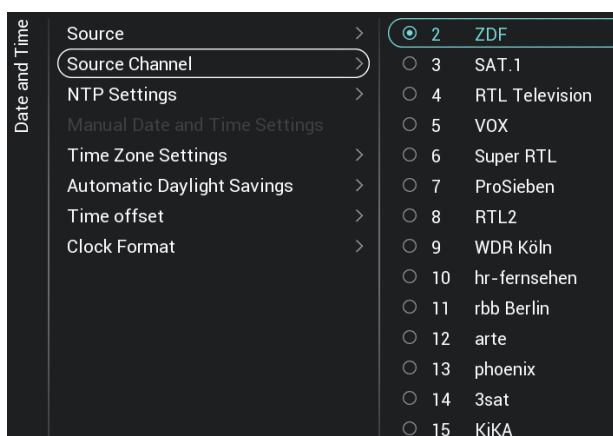 Date and Time
Source >
Source Channel >
NTP Settings >
Manual Date and Time Settings
Time Zone Settings >
Automatic Daylight Savings >
Time offset >
Clock Format >
2 ZDF
3 SAT.1
4 RTL Television
5 VOX
6 Super RTL
7 ProSieben
8 RTL2
9 WDR Köln
10 hr-fernsehen
11 rbb Berlin
12 arte
13 phoenix
14 3sat
15 KiKA